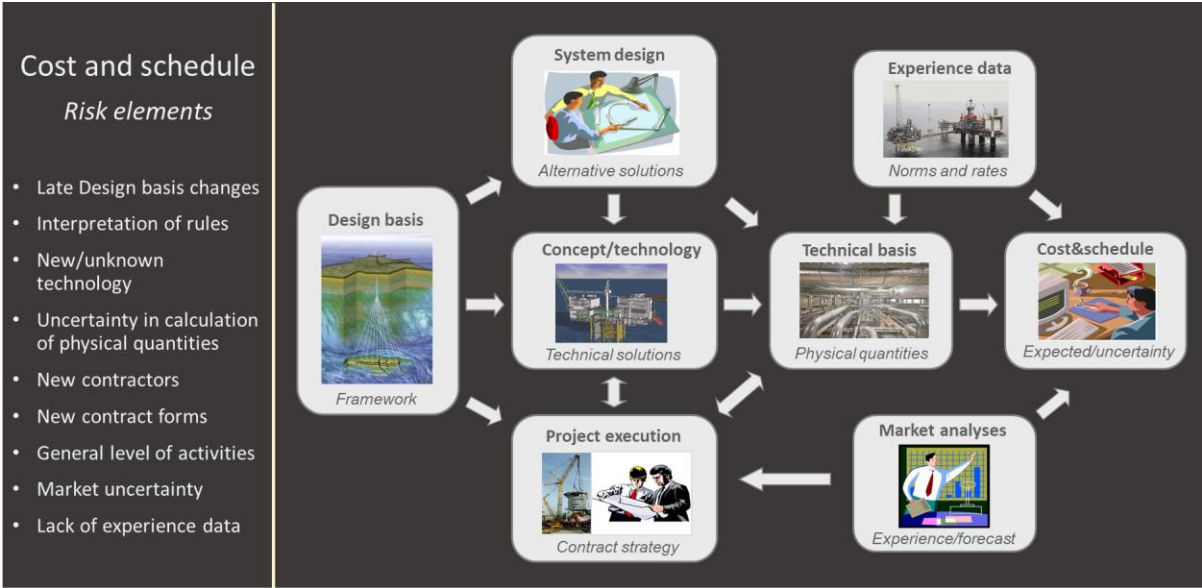 Cost and schedule
Risk elements
• Late Design basis changes
• Interpretation of rules
• New/unknown
technology
• Uncertainty in calculation
of physical quantities
• New contractors
• New contract forms
• General level of activities
• Market uncertainty
• Lack of experience data
System design
Alternative solutions
Experience data
Norms and rates
Design basis
Framework
Concept/technology
Technical solutions
Technical basis
Physical quantities
Cost&schedule
Expected/uncertainty
Project execution
Contract strategy
Market analyses
Experience/forecast